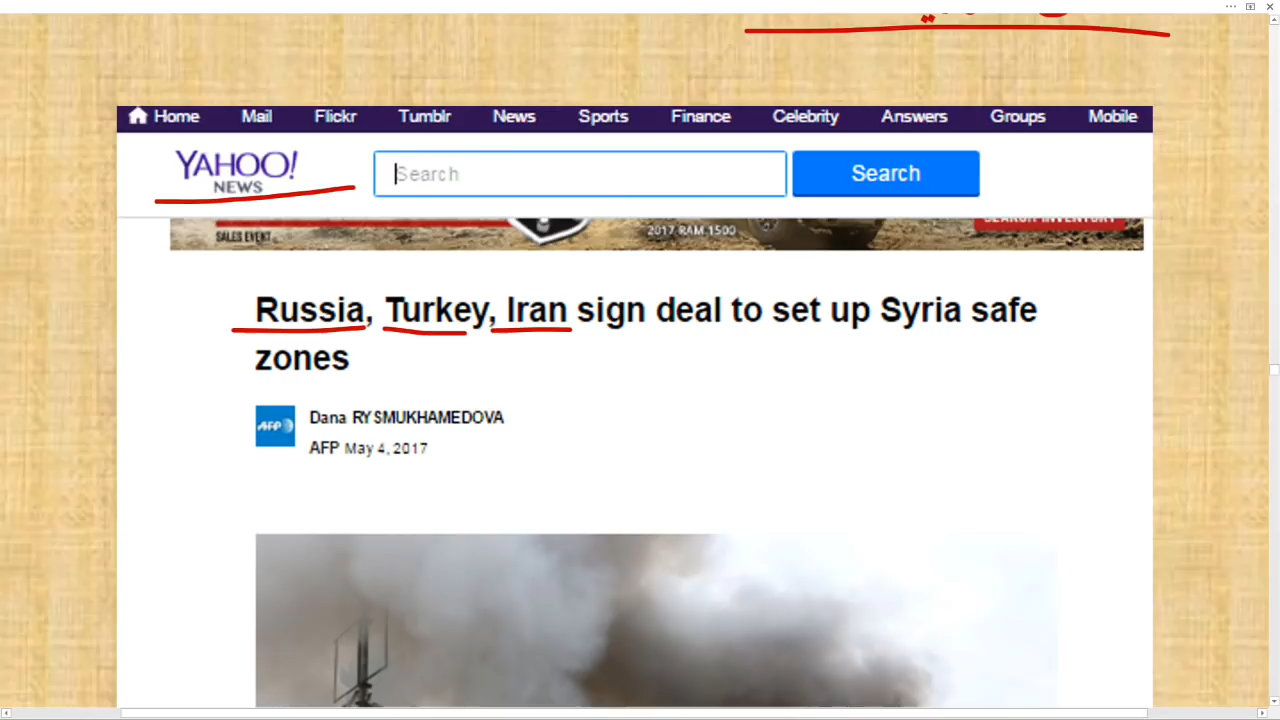 Home Mail Flickr Tumblr News Sports Finance Celebrity Answers Groups Mobile
YAHOO!
NEWS
Search
Search
SALES EVENT
2017 RAM 1500
SEARCH INVENTORY
Russia, Turkey, Iran sign deal to set up Syria safe
zones
AFP
Dana RYSMUKHAMEDOVA
AFP May 4, 2017